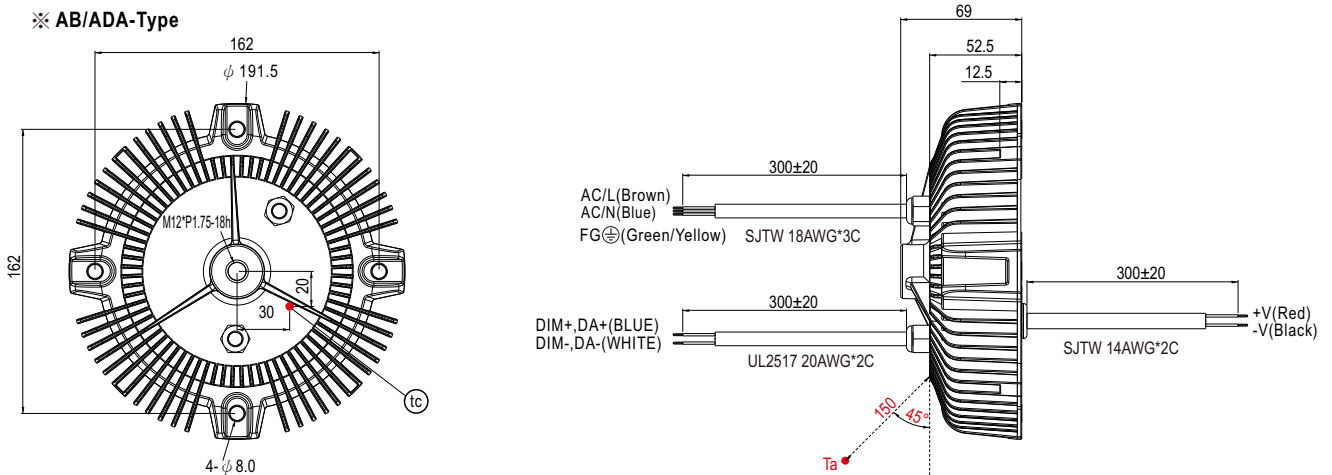 ※ AB/ADA-Type
162
ϕ 191.5
162
M12*P1.75-18h
20
30
tc
4- ϕ 8.0
69
52.5
12.5
300±20
AC/L(Brown)
AC/N(Blue)
FG⏚(Green/Yellow)
SJTW 18AWG*3C
300±20
DIM+,DA+(BLUE)
DIM-,DA-(WHITE)
UL2517 20AWG*2C
300±20
+V(Red)
-V(Black)
SJTW 14AWG*2C
150
45°
Ta